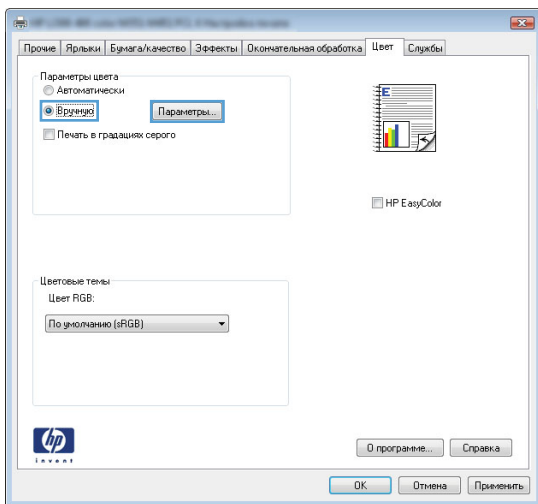 Прочие Ярлыки Бумага/качество Эффекты Окончательная обработка Цвет Службы
Параметры цвета
Автоматически
Вручную Параметры...
Печать в градациях серого
E
HP EasyColor
Цветовые темы
Цвет RGB:
По умолчанию (sRGB)
hp
invent
О программе... Справка
OK Отмена Применить